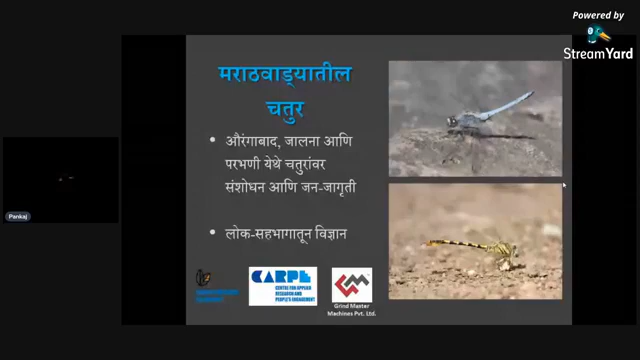 Powered by
StreamYard
मराठवाड्यातील
चतुर
• औरंगाबाद, जालना आणि
परभणी येथे चतुरांवर
संशोधन आणि जन-जागृती
• लोक-सहभागातून विज्ञान
Pankaj
CARPE
CENTRE FOR APPLIED
RESEARCH AND
PEOPLE'S ENGAGEMENT
Grind Master
Machines Pvt. Ltd.